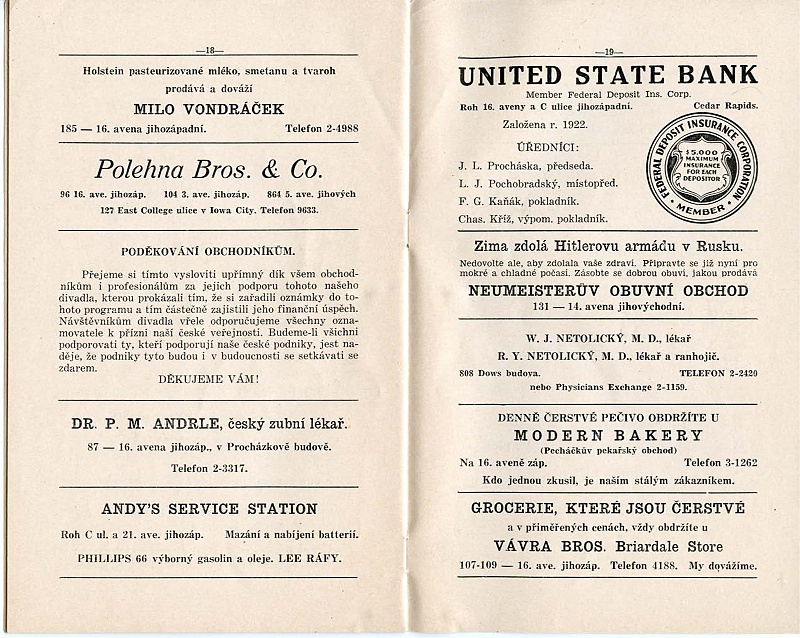 —18—
Holstein pasteurizované mléko, smetanu a tvaroh
prodává a dováží
MILO VONDRÁČEK
185 — 16. avena jihozápadní. Telefon 2-4988
Polehna Bros. & Co.
96 16. ave. jihozáp. 104 3. ave. jihozáp. 864 5. ave. jihových
127 East College ulice v Iowa City. Telefon 9633.
PODĚKOVÁNÍ OBCHODNÍKŮM.
Přejeme si tímto vysloviti upřímný dík všem obchod-
níkům i profesionálům za jejich podporu tohoto našeho
divadla, kterou prokázali tím, že si zařadili oznámky do to-
hoto programu a tím částečně zajistili jeho finanční úspěch.
Návštěvníkům divadla vřele odporučujeme všechny ozna-
movatele k přízni naší české veřejnosti. Budeme-li všichni
podporovati ty, kteří podporují naše české podniky, jest na-
děje, že podniky tyto budou i v budoucnosti se setkávati se
zdarem.
DĚKUJEME VÁM!
DR. P. M. ANDRLE, český zubní lékař.
87 — 16. avena jihozáp., v Procházkově budově.
Telefon 2-3317.
ANDY'S SERVICE STATION
Roh C ul. a 21. ave. jihozáp. Mazání a nabíjení batterií.
PHILLIPS 66 výborný gasolin a oleje. LEE RÁFY.
—19—
UNITED STATE BANK
Member Federal Deposit Ins. Corp.
Roh 16. aveny a C ulice jihozápadní. Cedar Rapids.
Založena r. 1922.
ÚŘEDNÍCI:
J. L. Procháska, předseda.
L. J. Pochobradský, místopřed.
F. G. Kaňák, pokladník.
Chas. Kříž, výpom. pokladník.
FEDERAL DEPOSIT INSURANCE CORPORATION
$5,000
MAXIMUM
INSURANCE
FOR EACH
DEPOSITOR
• MEMBER •
Zima zdolá Hitlerovu armádu v Rusku.
Nedovolte ale, aby zdolala vaše zdraví. Připravte se již nyní pro
mokré a chladné počasí. Zásobte se dobrou obuví, jakou prodává
NEUMEISTERŮV OBUVNÍ OBCHOD
131 — 14. avena jihovýchodní.
W. J. NETOLICKÝ, M. D., lékař
R. Y. NETOLICKÝ, M. D., lékař a ranhojič.
808 Dows budova. TELEFON 2-2420
nebo Physicians Exchange 2-1159.
DENNĚ ČERSTVÉ PEČIVO OBDRŽÍTE U
MODERN BAKERY
(Pecháčkův pekařský obchod)
Na 16. aveně záp. Telefon 3-1262
Kdo jednou zkusil, je naším stálým zákazníkem.
GROCERIE, KTERÉ JSOU ČERSTVÉ
a v přiměřených cenách, vždy obdržíte u
VÁVRA BROS. Briardale Store
107-109 — 16. ave. jihozáp. Telefon 4188. My dovážíme.